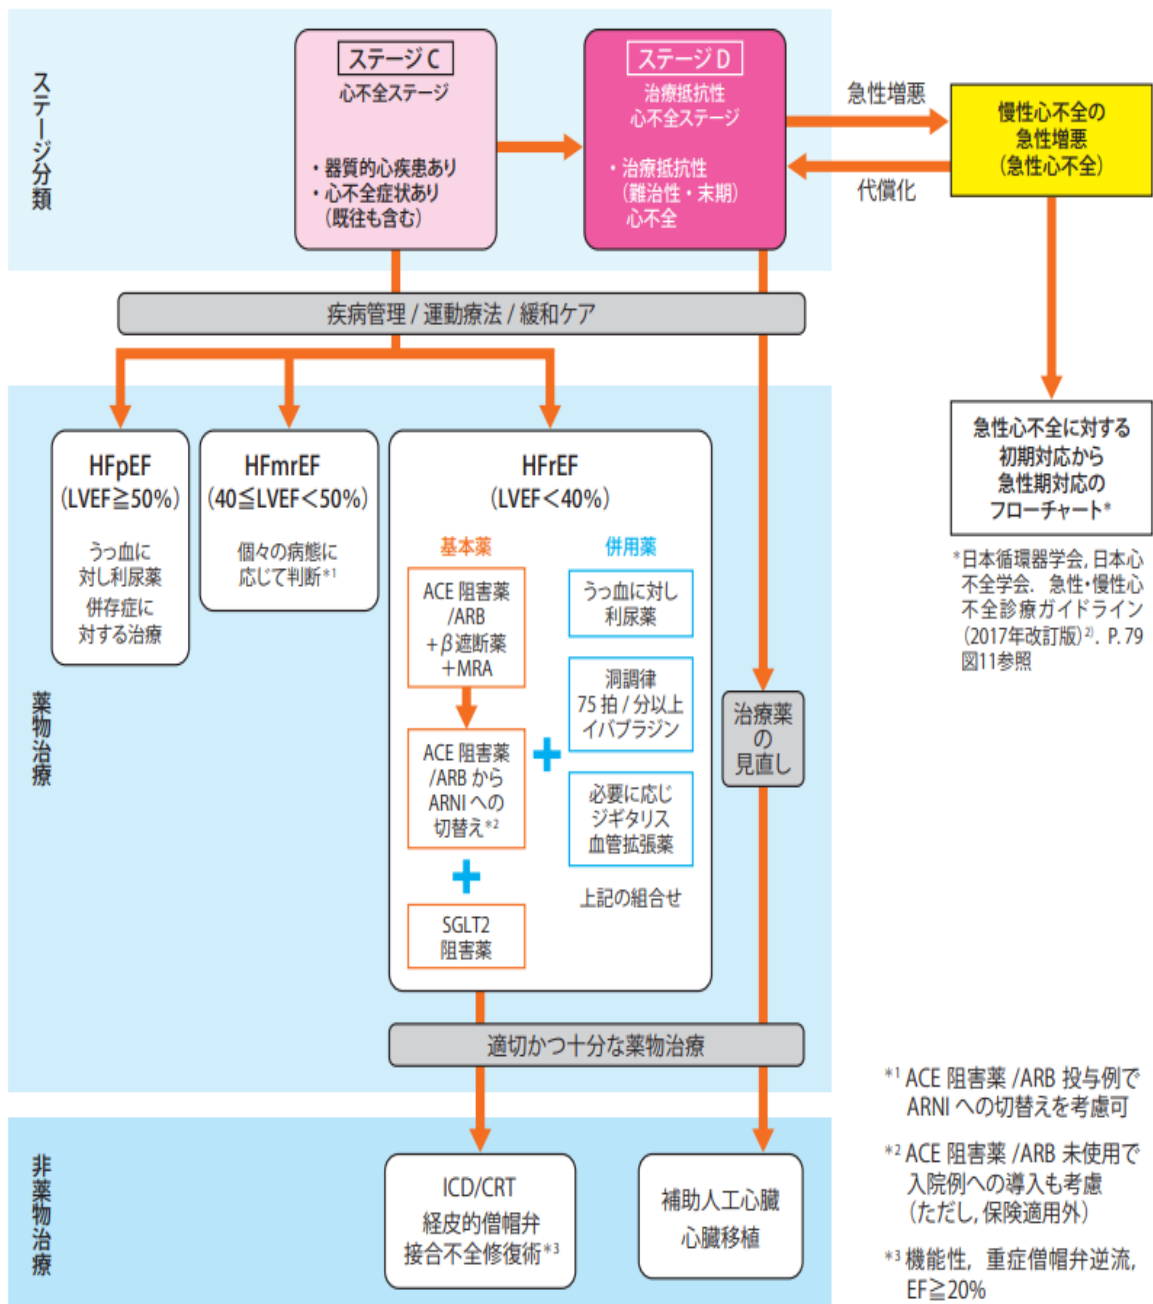 ステージ分類
ステージ C
心不全ステージ
・器質的心疾患あり
・心不全症状あり
（既往も含む）
ステージ D
治療抵抗性
心不全ステージ
・治療抵抗性
（難治性・末期）
心不全
急性増悪
代償化
慢性心不全の
急性増悪
（急性心不全）
疾病管理 / 運動療法 / 緩和ケア
薬物治療
HFpEF
（LVEF≧50%）
うっ血に
対し利尿薬
併存症に
対する治療
HFmrEF
（40≦LVEF＜50%）
個々の病態に
応じて判断*1
HFrEF
（LVEF＜40%）
基本薬
ACE 阻害薬
/ARB
＋β遮断薬
＋MRA
ACE 阻害薬
/ARB から
ARNI への
切替え*2
+
SGLT2
阻害薬
+
併用薬
うっ血に対し
利尿薬
洞調律
75 拍 / 分以上
イバブラジン
必要に応じ
ジギタリス
血管拡張薬
上記の組合せ
治療薬
の
見直し
急性心不全に対する
初期対応から
急性期対応の
フローチャート*
*日本循環器学会, 日本心
不全学会. 急性・慢性心
不全診療ガイドライン
（2017年改訂版）2). P. 79
図11参照
適切かつ十分な薬物治療
非薬物治療
ICD/CRT
経皮的僧帽弁
接合不全修復術*3
補助人工心臓
心臓移植
*1 ACE 阻害薬 /ARB 投与例で
ARNI への切替えを考慮可
*2 ACE 阻害薬 /ARB 未使用で
入院例への導入も考慮
（ただし, 保険適用外）
*3 機能性, 重症僧帽弁逆流,
EF≧20%